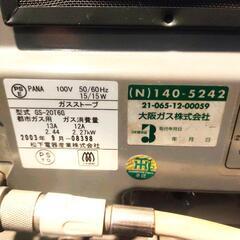 PS
E
PANA 100V 50/60Hz
15/15W
ガスストーブ
型式 GS-20T6G
都市ガス用 ガス消費量
13A 12A
2.44 2.27kW
2003年 9月-08398
松下電器産業株式会社
(N)140-5242
21-065-12-00059
大阪ガス株式会社
3
年 月 日